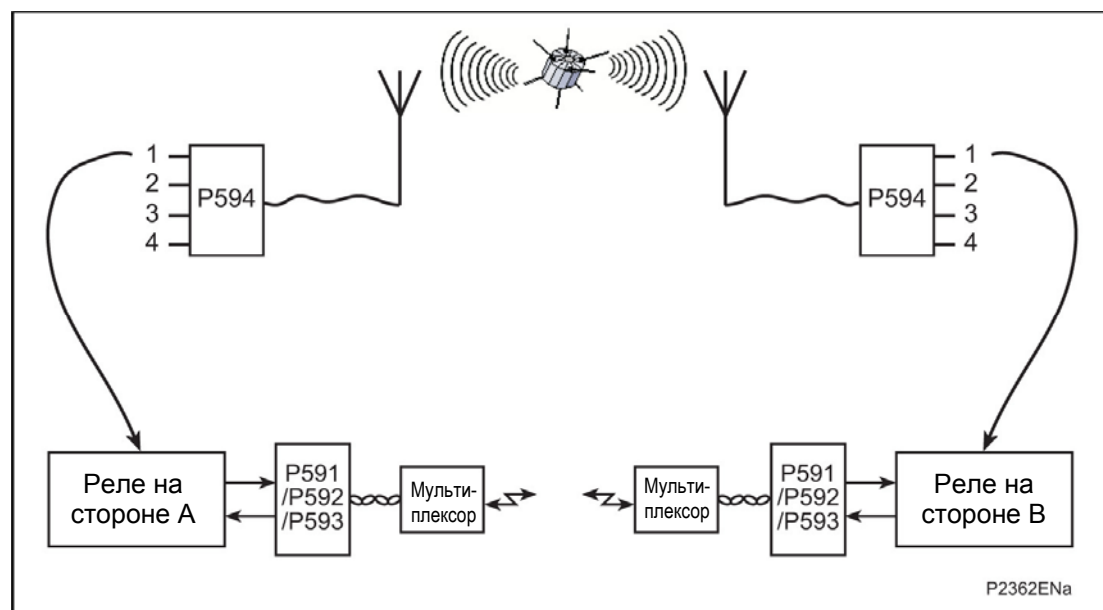 1
2
3
4
P594
P594
1
2
3
4
Реле на
стороне А
P591
/P592
/P593
Мульти-
плексор
Мульти-
плексор
P591
/P592
/P593
Реле на
стороне В
P2362ENa